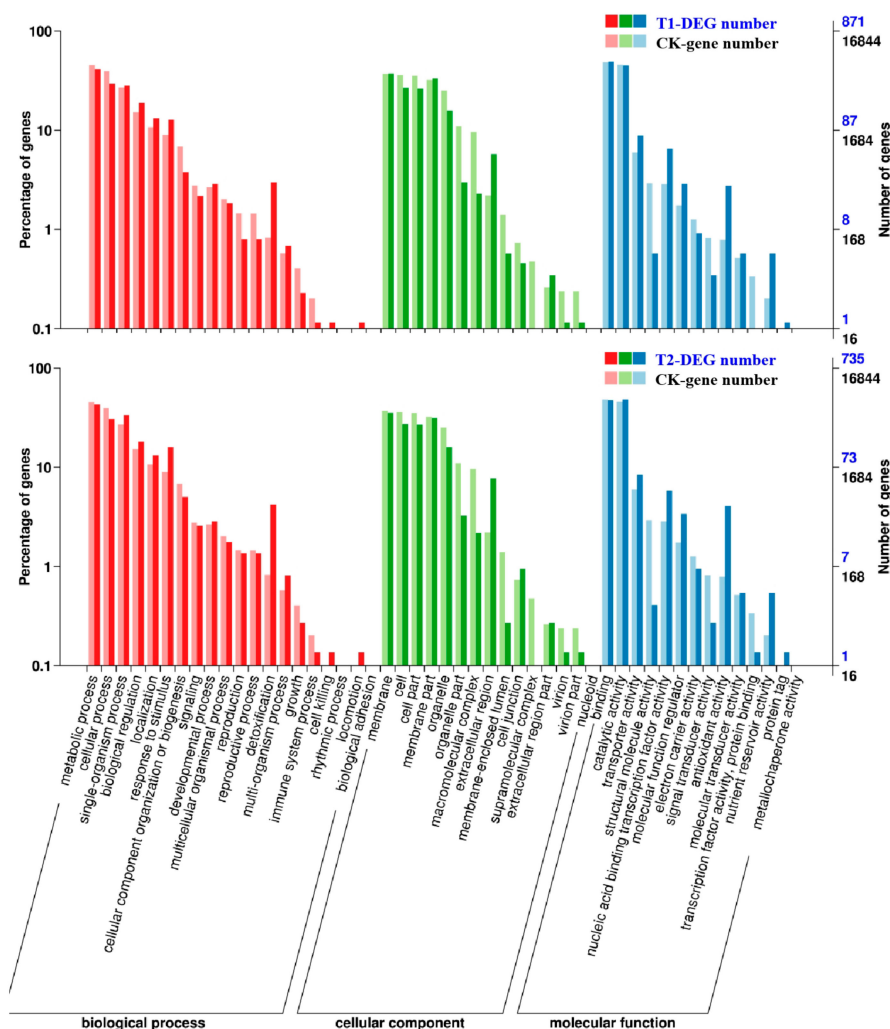 T1-DEG number
CK-gene number
871
16844
100
10
1
0.1
Percentage of genes
87
1684
8
168
1
16
Number of genes
T2-DEG number
CK-gene number
735
16844
100
10
1
0.1
Percentage of genes
73
1684
7
168
1
16
Number of genes
metabolic process
cellular process
single-organism process
biological regulation
localization
response to stimulus
cellular component organization or biogenesis
signaling
developmental process
multicellular organismal process
reproduction
reproductive process
detoxification
multi-organism process
growth
immune system process
cell killing
rhythmic process
locomotion
biological adhesion
membrane
cell
cell part
membrane part
organelle
organelle part
macromolecular complex
extracellular region
membrane-enclosed lumen
cell junction
supramolecular complex
extracellular region part
virion
virion part
nucleoid
binding
catalytic activity
transporter activity
structural molecule activity
nucleic acid binding transcription factor activity
molecular function regulator
electron carrier activity
signal transducer activity
antioxidant activity
molecular transducer activity
transcription factor activity, protein binding
nutrient reservoir activity
protein tag
metallochaperone activity
biological process
cellular component
molecular function